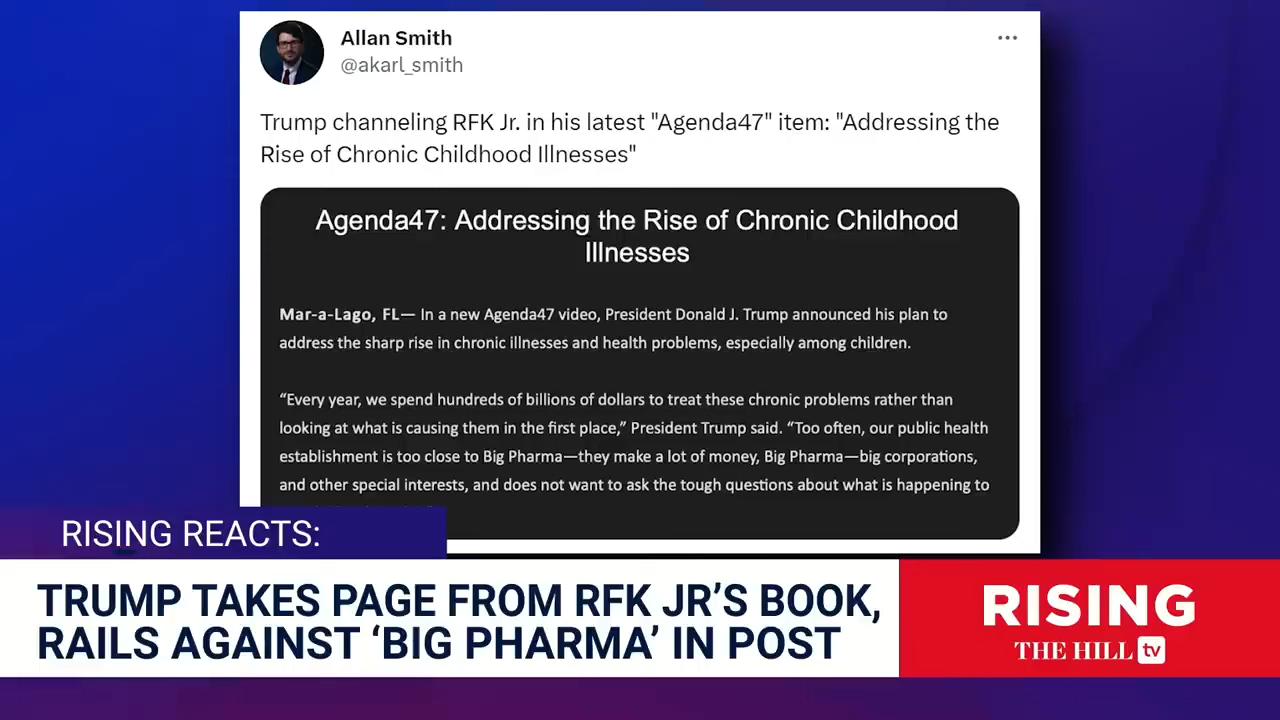 Allan Smith
@akarl_smith
Trump channeling RFK Jr. in his latest "Agenda47" item: "Addressing the
Rise of Chronic Childhood Illnesses"
Agenda47: Addressing the Rise of Chronic Childhood
Illnesses
Mar-a-Lago, FL— In a new Agenda47 video, President Donald J. Trump announced his plan to
address the sharp rise in chronic illnesses and health problems, especially among children.
“Every year, we spend hundreds of billions of dollars to treat these chronic problems rather than
looking at what is causing them in the first place,” President Trump said. “Too often, our public health
establishment is too close to Big Pharma—they make a lot of money, Big Pharma—big corporations,
and other special interests, and does not want to ask the tough questions about what is happening to
RISING REACTS:
TRUMP TAKES PAGE FROM RFK JR’S BOOK,
RAILS AGAINST ‘BIG PHARMA’ IN POST
RISING
THE HILL tv